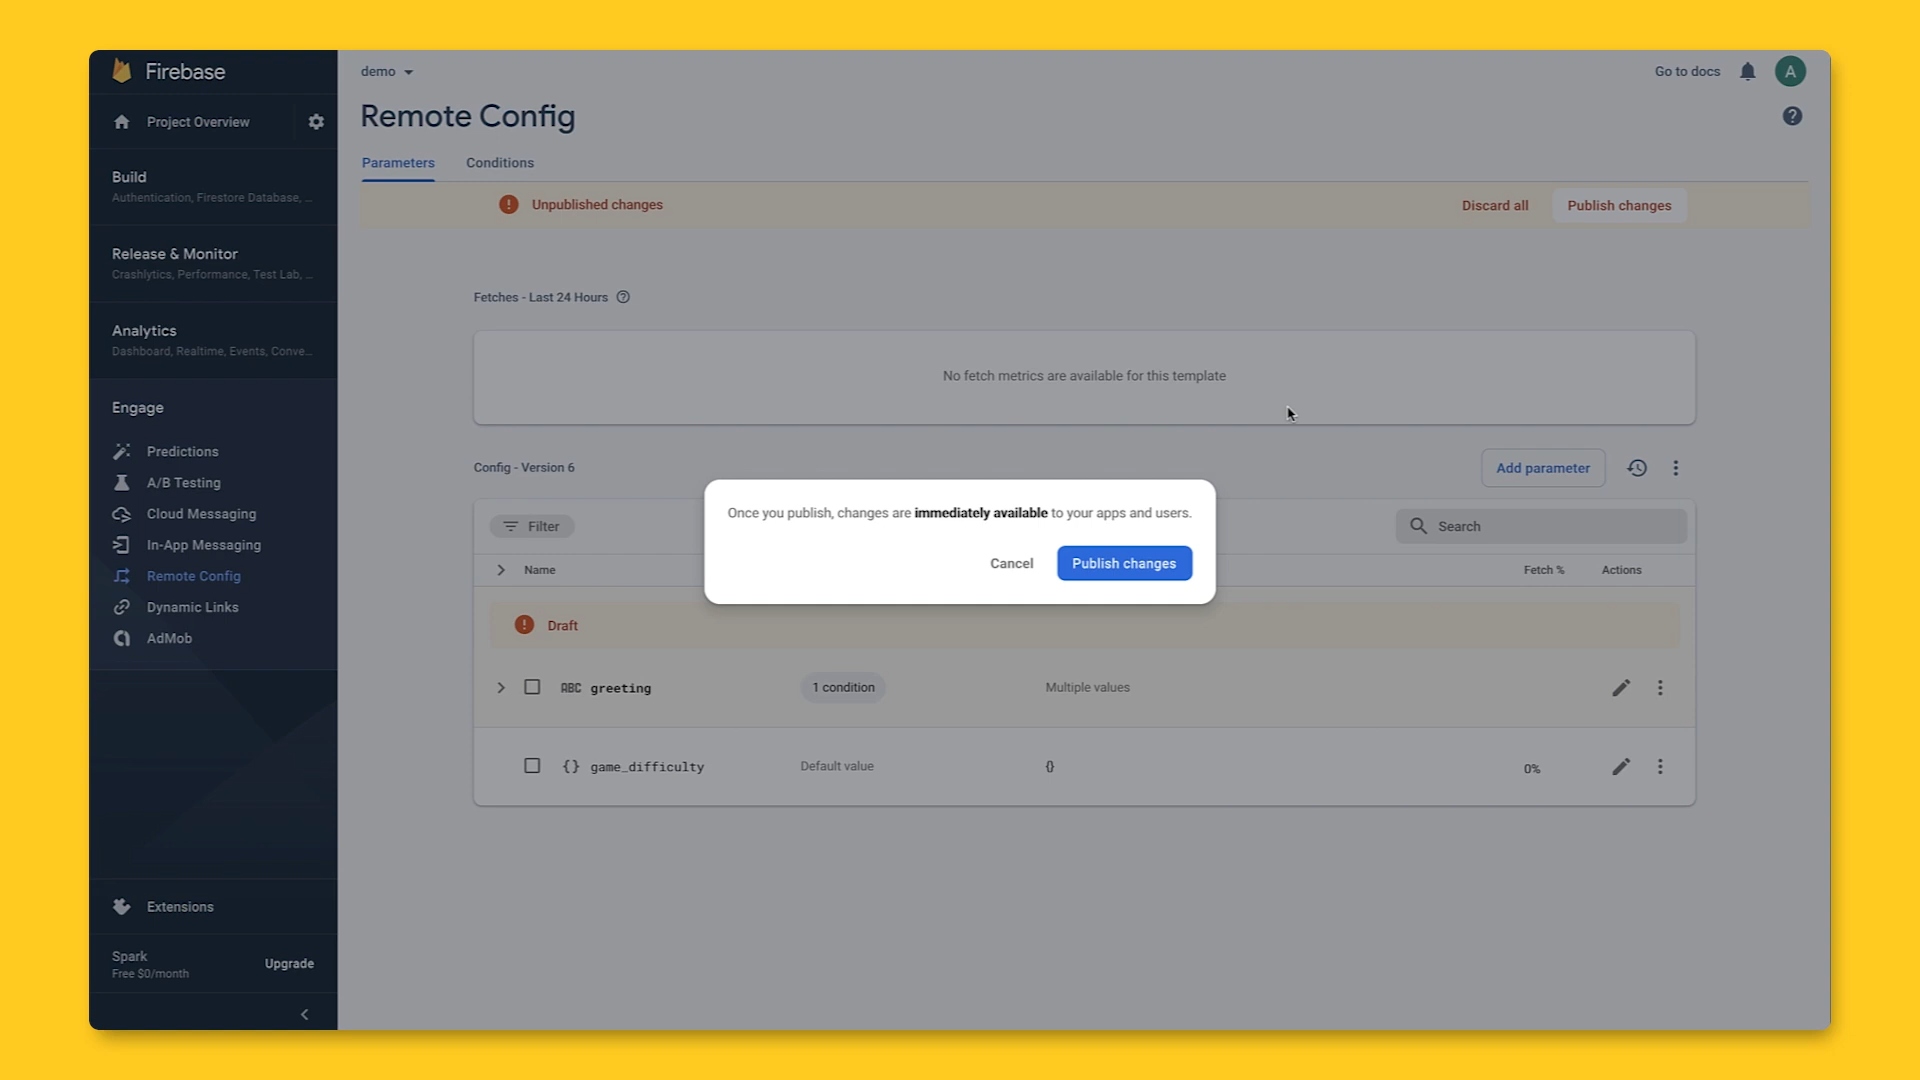 Firebase
demo
Go to docs
A
Project Overview
Remote Config
Parameters
Conditions
Build
Authentication, Firestore Database, ...
Unpublished changes
Discard all
Publish changes
Release & Monitor
Crashlytics, Performance, Test Lab, ...
Fetches - Last 24 Hours
Analytics
Dashboard, Realtime, Events, Conve...
No fetch metrics are available for this template
Engage
Predictions
A/B Testing
Cloud Messaging
In-App Messaging
Remote Config
Dynamic Links
AdMob
Config - Version 6
Add parameter
Once you publish, changes are immediately available to your apps and users.
Cancel
Publish changes
Filter
Search
Name
Fetch %
Actions
Draft
ABC greeting
1 condition
Multiple values
{} game_difficulty
Default value
{}
0%
Extensions
Spark
Free $0/month
Upgrade